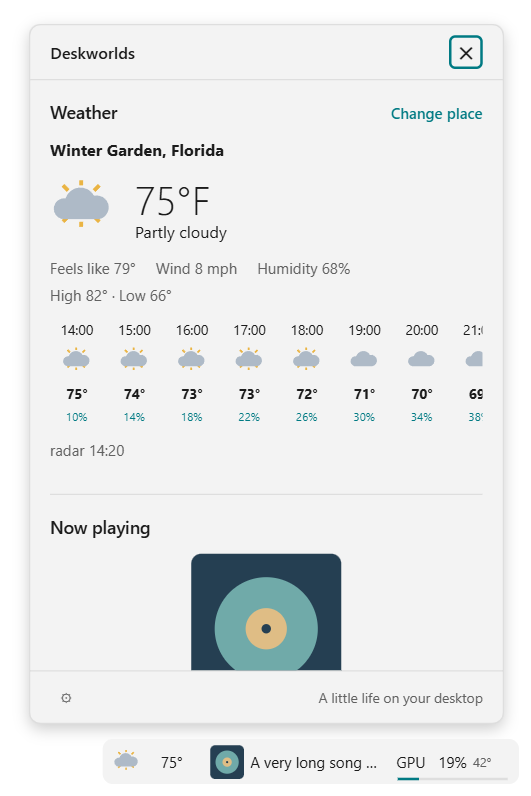 Deskworlds
Weather
Change place
Winter Garden, Florida
75°F
Partly cloudy
Feels like 79° Wind 8 mph Humidity 68%
High 82° · Low 66°
14:00 15:00 16:00 17:00 18:00 19:00 20:00
75° 74° 73° 73° 72° 71° 70° 69
10% 14% 18% 22% 26% 30% 34% 38
radar 14:20
Now playing
A little life on your desktop
75° A very long song ... GPU 19% 42°